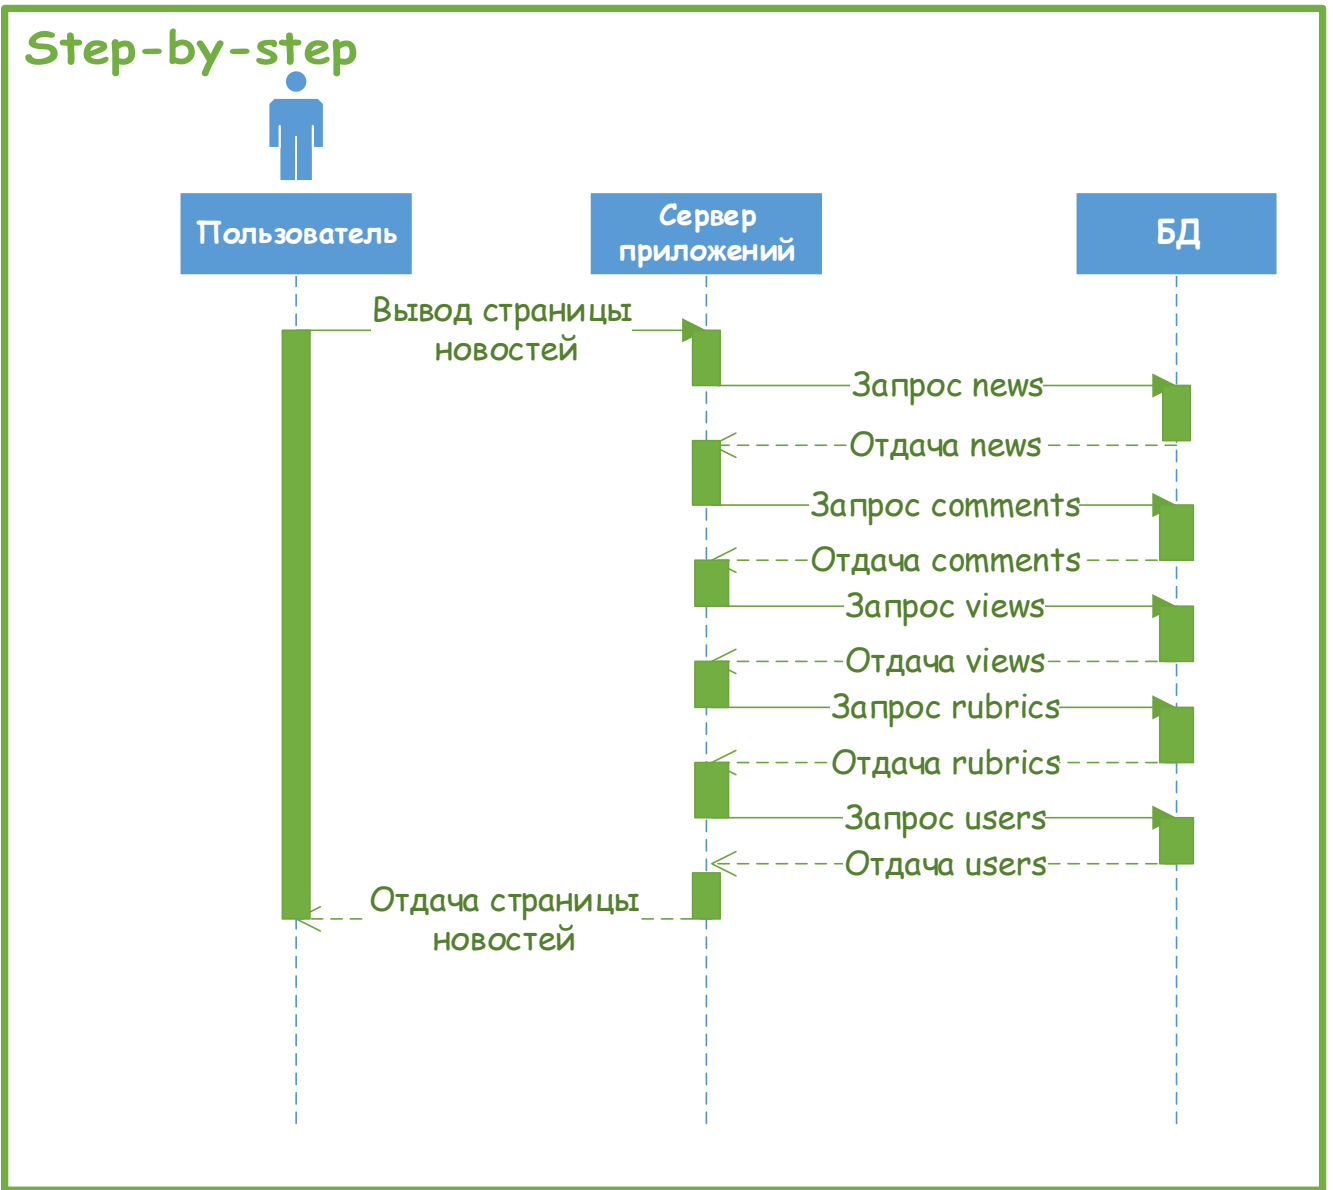 Step-by-step
Пользователь
Сервер
приложений
БД
Вывод страницы
новостей
Запрос news
Отдача news
Запрос comments
Отдача comments
Запрос views
Отдача views
Запрос rubrics
Отдача rubrics
Запрос users
Отдача users
Отдача страницы
новостей